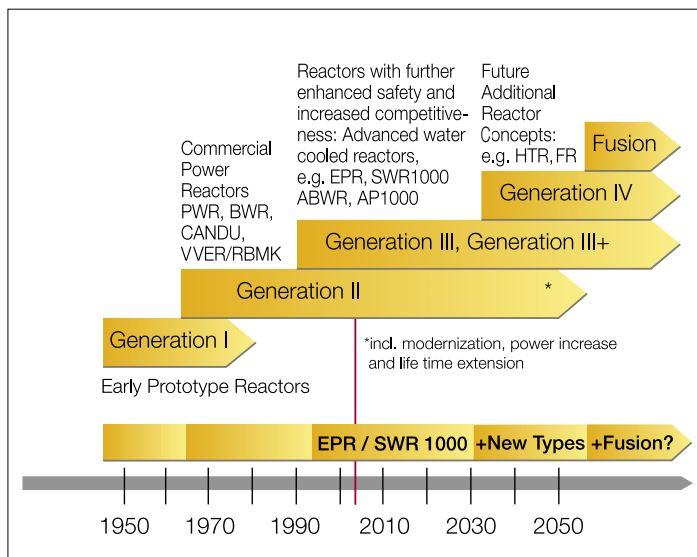 Reactors with further
enhanced safety and
increased competitive-
ness: Advanced water
cooled reactors,
e.g. EPR, SWR1000
ABWR, AP1000
Future
Additional
Reactor
Concepts:
e.g. HTR, FR
Commercial
Power
Reactors
PWR, BWR,
CANDU,
VVER/RBMK
Fusion
Generation IV
Generation III, Generation III+
Generation II *
Generation I
*incl. modernization, power increase
and life time extension
Early Prototype Reactors
EPR / SWR 1000 +New Types +Fusion?
1950 1970 1990 2010 2030 2050